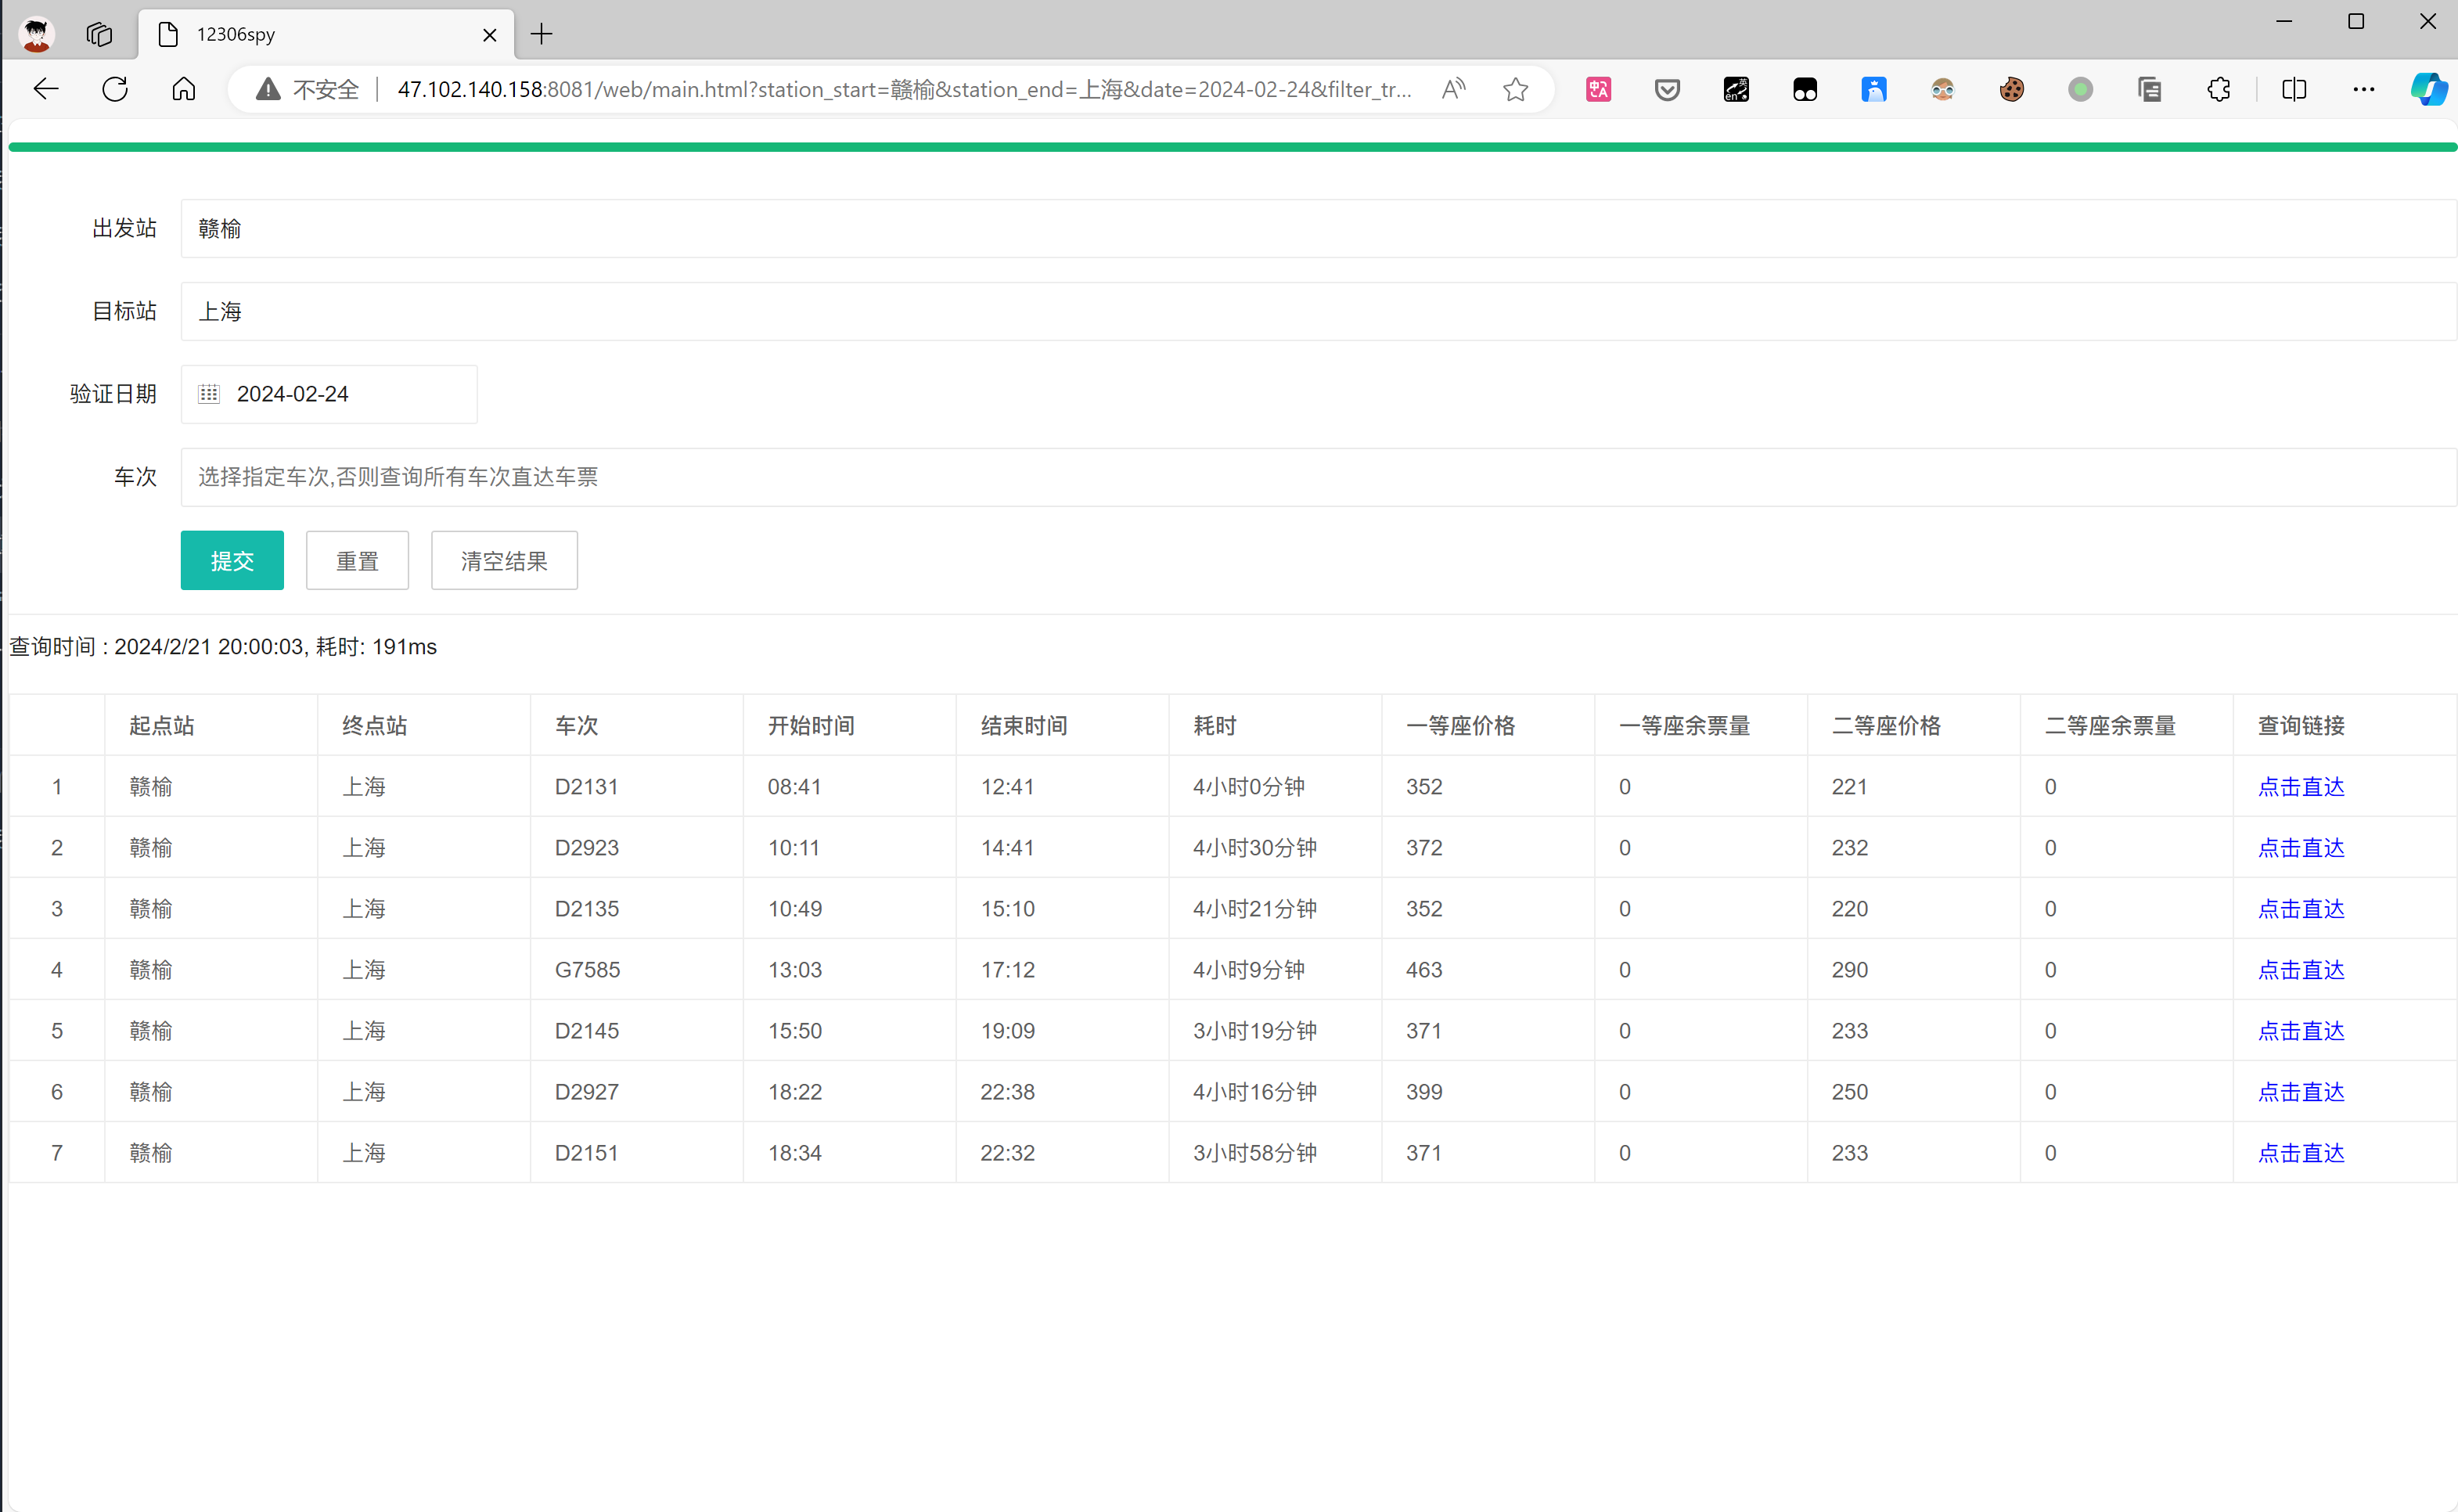 12306spy
不安全 47.102.140.158:8081/web/main.html?station_start=赣榆&station_end=上海&date=2024-02-24&filter_tr...
出发站 赣榆
目标站 上海
验证日期 2024-02-24
车次 选择指定车次,否则查询所有车次直达车票
提交 重置 清空结果
查询时间 : 2024/2/21 20:00:03, 耗时: 191ms
起点站 终点站 车次 开始时间 结束时间 耗时 一等座价格 一等座余票量 二等座价格 二等座余票量 查询链接
1 赣榆 上海 D2131 08:41 12:41 4小时0分钟 352 0 221 0 点击直达
2 赣榆 上海 D2923 10:11 14:41 4小时30分钟 372 0 232 0 点击直达
3 赣榆 上海 D2135 10:49 15:10 4小时21分钟 352 0 220 0 点击直达
4 赣榆 上海 G7585 13:03 17:12 4小时9分钟 463 0 290 0 点击直达
5 赣榆 上海 D2145 15:50 19:09 3小时19分钟 371 0 233 0 点击直达
6 赣榆 上海 D2927 18:22 22:38 4小时16分钟 399 0 250 0 点击直达
7 赣榆 上海 D2151 18:34 22:32 3小时58分钟 371 0 233 0 点击直达